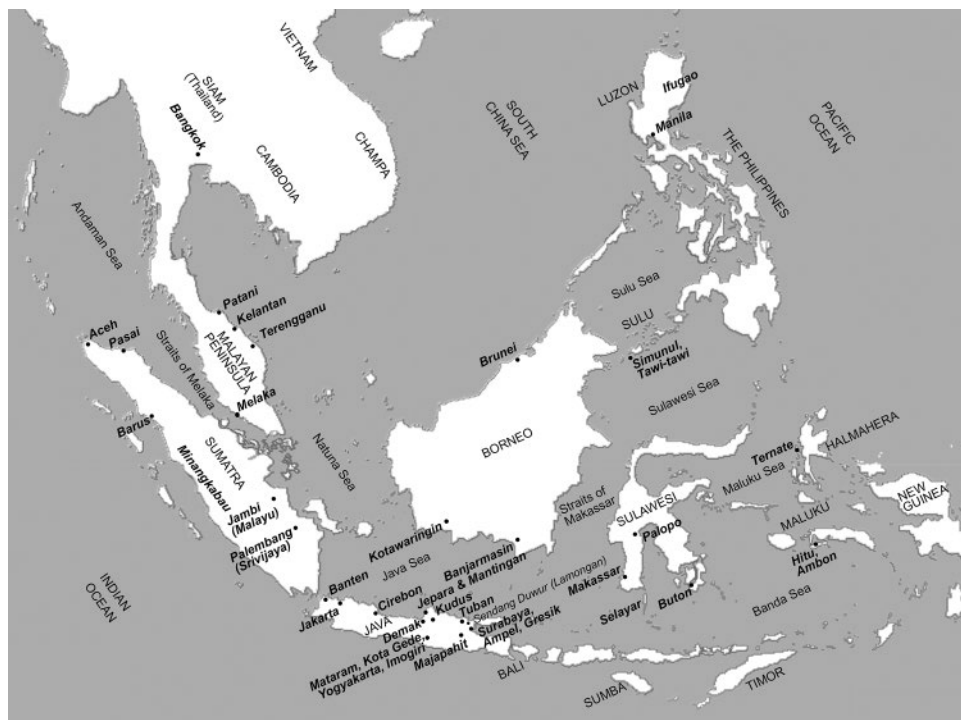 VIETNAM
SIAM
(Thailand)
Bangkok
CAMBODIA
CHAMPA
SOUTH
CHINA SEA
LUZON
Ifugao
Manila
THE PHILIPPINES
PACIFIC
OCEAN
Andaman Sea
Sulu Sea
SULU
Simunul,
Tawi-tawi
Sulawesi Sea
Patani
Kelantan
Terengganu
MALAYAN
PENINSULA
Aceh
Pasai
Straits of Melaka
Melaka
Barus
Brunei
BORNEO
Natuna Sea
SUMATRA
Minangkabau
Jambi
(Malayu)
Palembang
(Srivijaya)
INDIAN
OCEAN
Ternate
HALMAHERA
Maluku Sea
NEW
GUINEA
MALUKU
Hitu,
Ambon
Straits of
Makassar
SULAWESI
Palopo
Makassar
Selayar
Buton
Banda Sea
Kotawaringin
Java Sea
Banjarmasin
Banten
Jakarta
Cirebon
JAVA
Jepara & Mantingan
Kudus
Demak
Tuban
Sendang Duwur (Lamongan)
Surabaya,
Ampel, Gresik
Mataram, Kota Gede,
Yogyakarta, Imogiri
Majapahit
BALI
SUMBA
TIMOR